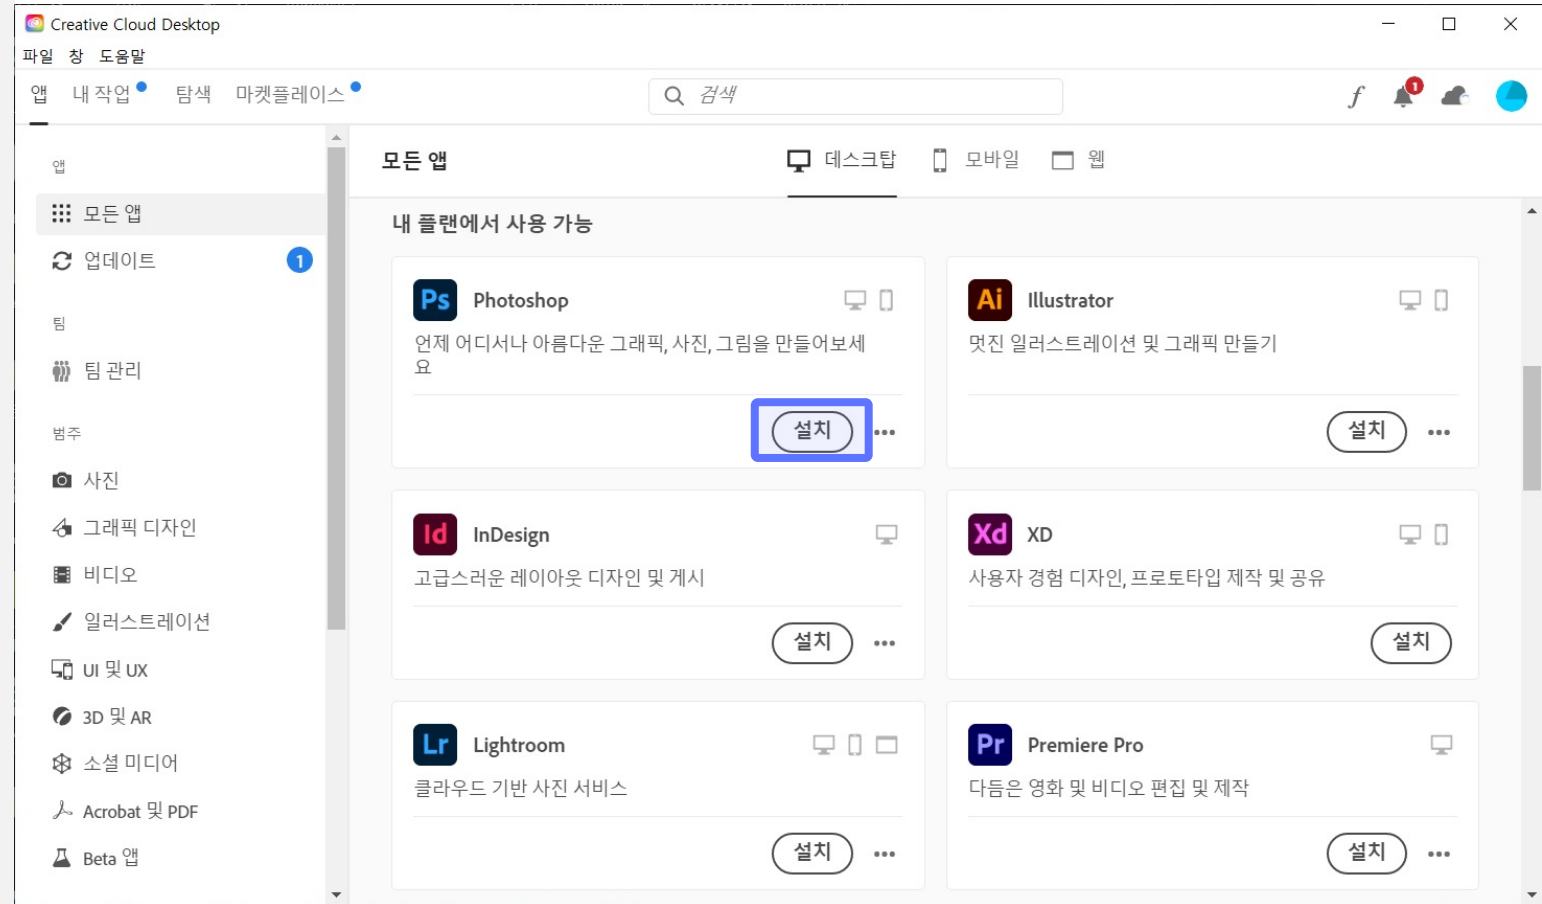 Creative Cloud Desktop
파일 창 도움말
앱 내 작업 탐색 마켓플레이스
검색
1
앱
모든 앱
업데이트
1
팀
팀 관리
범주
사진
그래픽 디자인
비디오
일러스트레이션
UI 및 UX
3D 및 AR
소셜 미디어
Acrobat 및 PDF
Beta 앱
모든 앱
데스크탑 모바일 웹
내 플랜에서 사용 가능
Ps Photoshop
언제 어디서나 아름다운 그래픽, 사진, 그림을 만들어보세
요
설치
Ai Illustrator
멋진 일러스트레이션 및 그래픽 만들기
설치
Id InDesign
고급스러운 레이아웃 디자인 및 게시
설치
Xd XD
사용자 경험 디자인, 프로토타입 제작 및 공유
설치
Lr Lightroom
클라우드 기반 사진 서비스
설치
Pr Premiere Pro
다듬은 영화 및 비디오 편집 및 제작
설치